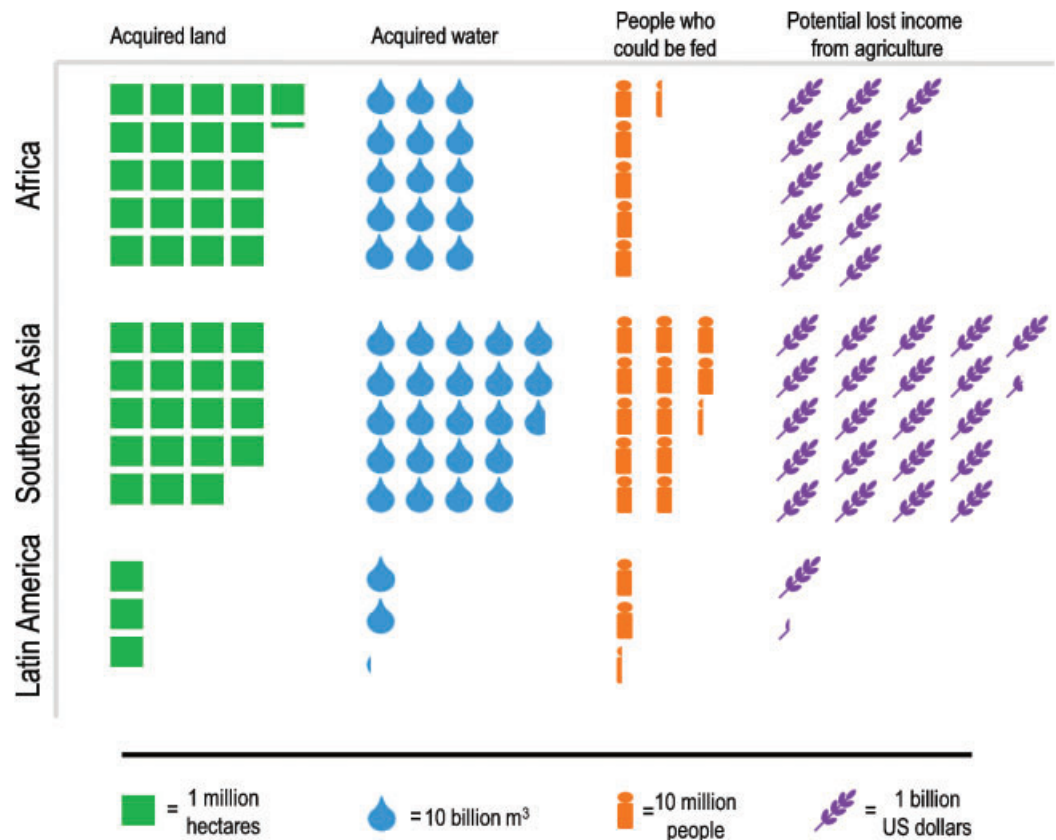 Acquired land
Acquired water
People who
could be fed
Potential lost income
from agriculture
Africa
Southeast Asia
Latin America
= 1 million
hectares
= 10 billion m³
= 10 million
people
= 1 billion
US dollars